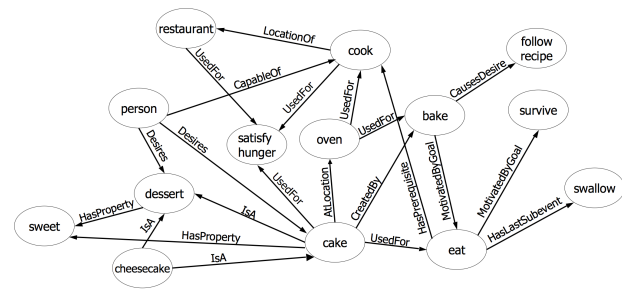 restaurant
LocationOf
cook
follow
recipe
UsedFor
CapableOf
UsedFor
UsedFor
CausesDesire
person
satisfy
hunger
oven
UsedFor
bake
survive
Desires
Desires
UsedFor
AtLocation
CreatedBy
HasPrerequisite
MotivatedByGoal
MotivatedByGoal
swallow
dessert
HasProperty
IsA
sweet
IsA
HasProperty
cake
UsedFor
eat
HasLastSubevent
cheesecake
IsA